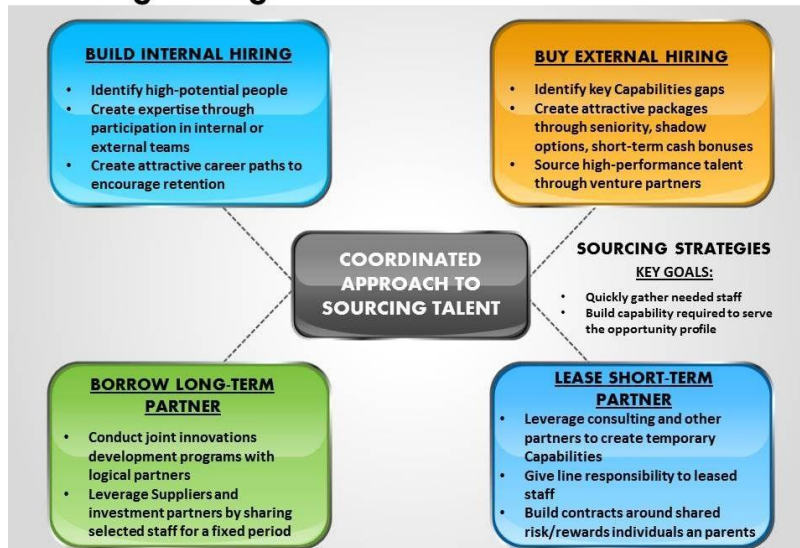 BUILD INTERNAL HIRING
• Identify high-potential people
• Create expertise through
participation in internal or
external teams
• Create attractive career paths to
encourage retention
BUY EXTERNAL HIRING
• Identify key Capabilities gaps
• Create attractive packages
through seniority, shadow
options, short-term cash bonuses
• Source high-performance talent
through venture partners
COORDINATED
APPROACH TO
SOURCING TALENT
SOURCING STRATEGIES
KEY GOALS:
• Quickly gather needed staff
• Build capability required to serve
the opportunity profile
BORROW LONG-TERM
PARTNER
• Conduct joint innovations
development programs with
logical partners
• Leverage Suppliers and
investment partners by sharing
selected staff for a fixed period
LEASE SHORT-TERM
PARTNER
• Leverage consulting and other
partners to create temporary
Capabilities
• Give line responsibility to leased
staff
• Build contracts around shared
risk/rewards individuals an parents